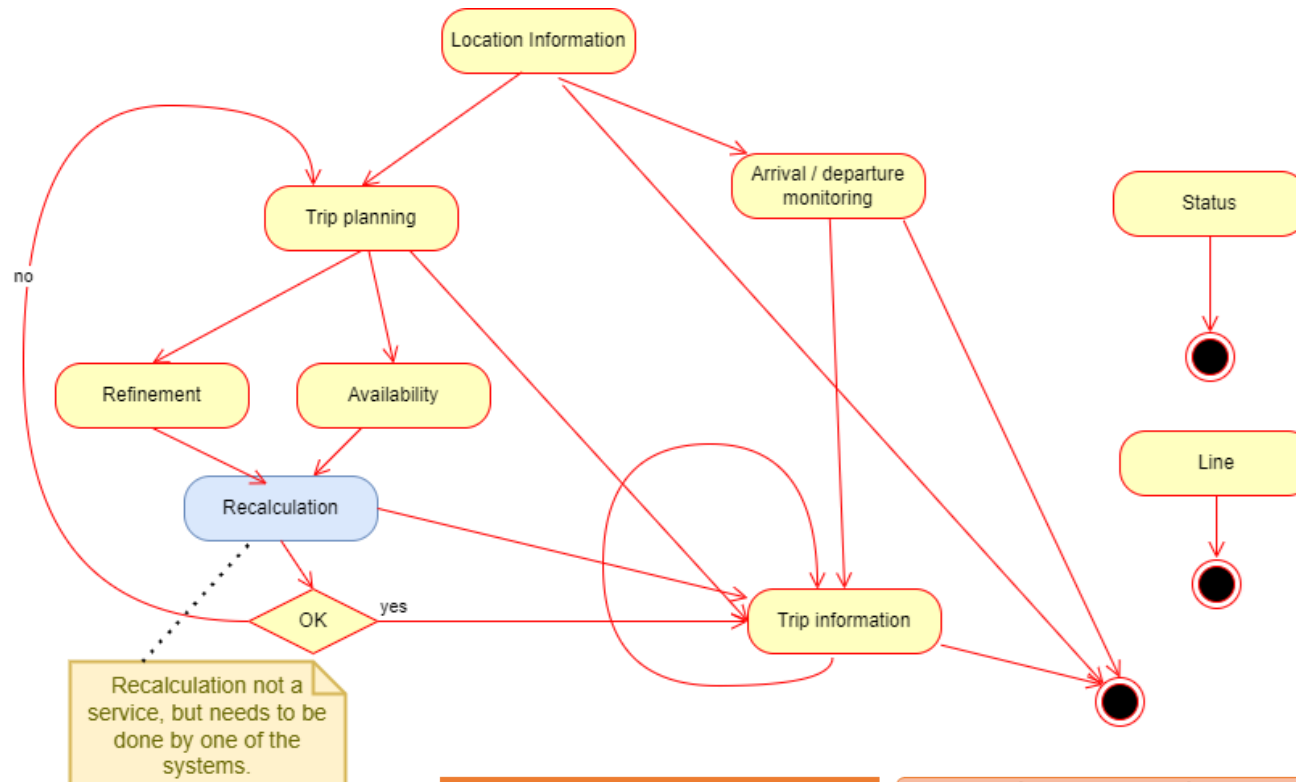 Location Information
Arrival / departure
monitoring
Status
Trip planning
no
Refinement
Availability
Line
Recalculation
yes
OK
Trip information
Recalculation not a
service, but needs to be
done by one of the
systems.